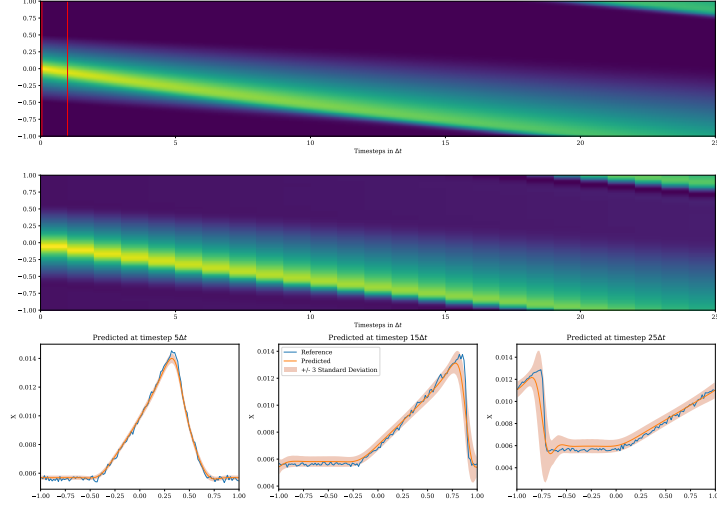 1.00
0.75
0.50
0.25
0.00
−0.25
−0.50
−0.75
−1.00
0 5 10 15 20 25
Timesteps in Δt
1.00
0.75
0.50
0.25
0.00
−0.25
−0.50
−0.75
−1.00
0 5 10 15 20 25
Timesteps in Δt
Predicted at timestep 5Δt
X
0.014
0.012
0.010
0.008
0.006
−1.00 −0.75 −0.50 −0.25 0.00 0.25 0.50 0.75 1.00
Predicted at timestep 15Δt
Reference
Predicted
+/- 3 Standard Deviation
X
0.014
0.012
0.010
0.008
0.006
0.004
−1.00 −0.75 −0.50 −0.25 0.00 0.25 0.50 0.75 1.00
Predicted at timestep 25Δt
X
0.014
0.012
0.010
0.008
0.006
0.004
−1.00 −0.75 −0.50 −0.25 0.00 0.25 0.50 0.75 1.00